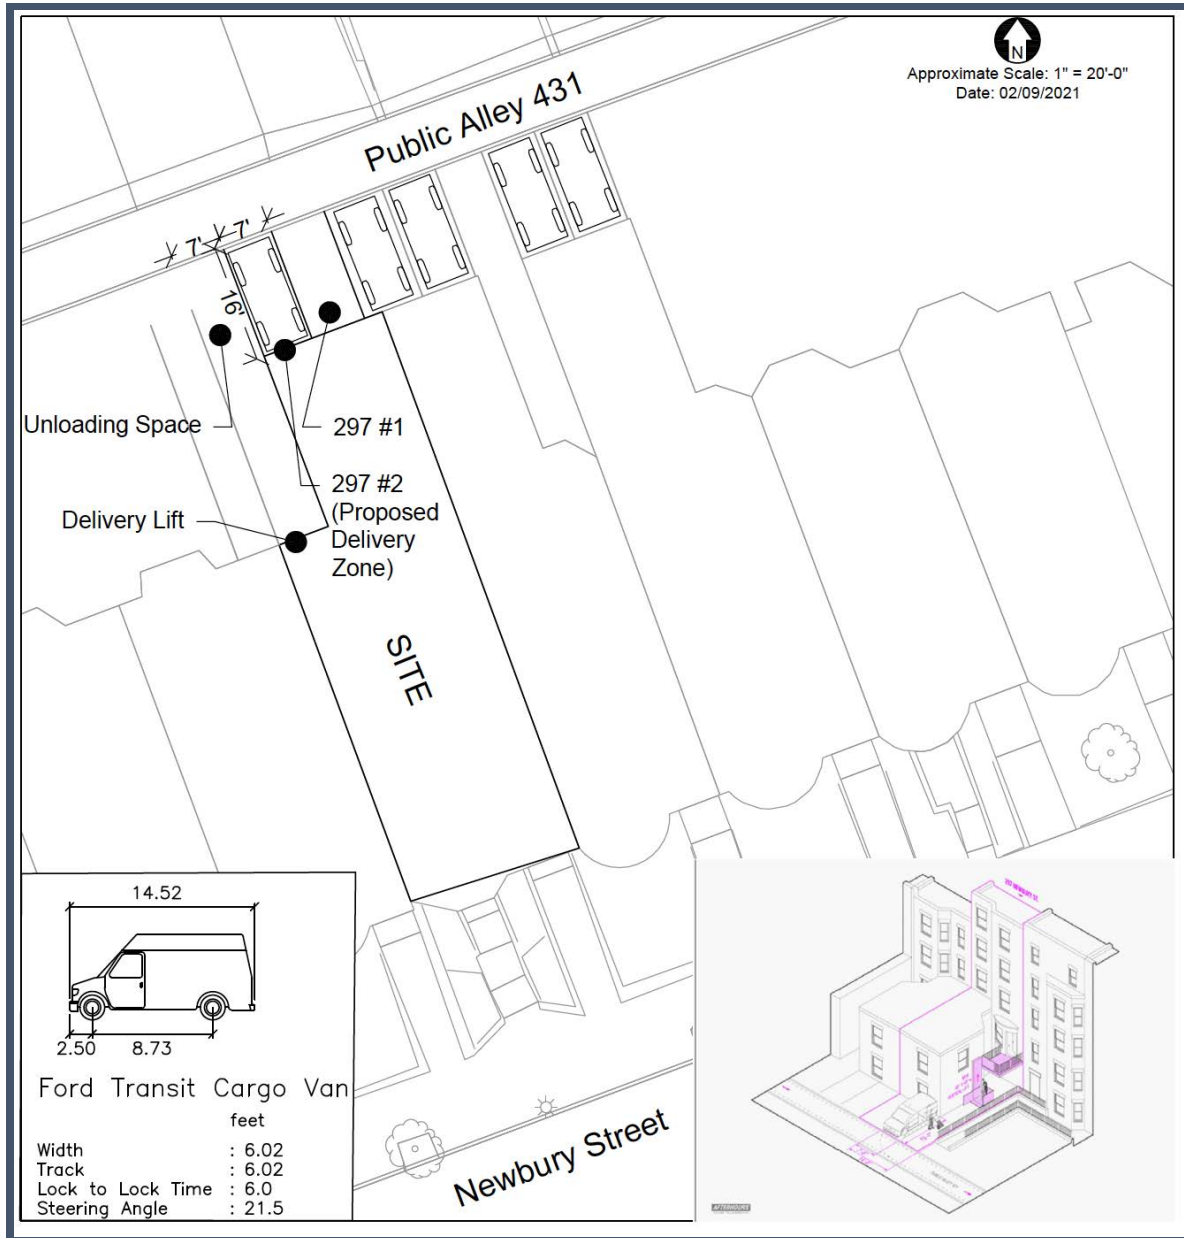 N
Approximate Scale: 1" = 20'-0"
Date: 02/09/2021
Public Alley 431
7'
7'
16'
Unloading Space
297 #1
297 #2
(Proposed
Delivery
Zone)
Delivery Lift
SITE
14.52
2.50
8.73
Ford Transit Cargo Van
feet
Width : 6.02
Track : 6.02
Lock to Lock Time : 6.0
Steering Angle : 21.5
Newbury Street
AFTERHOURS